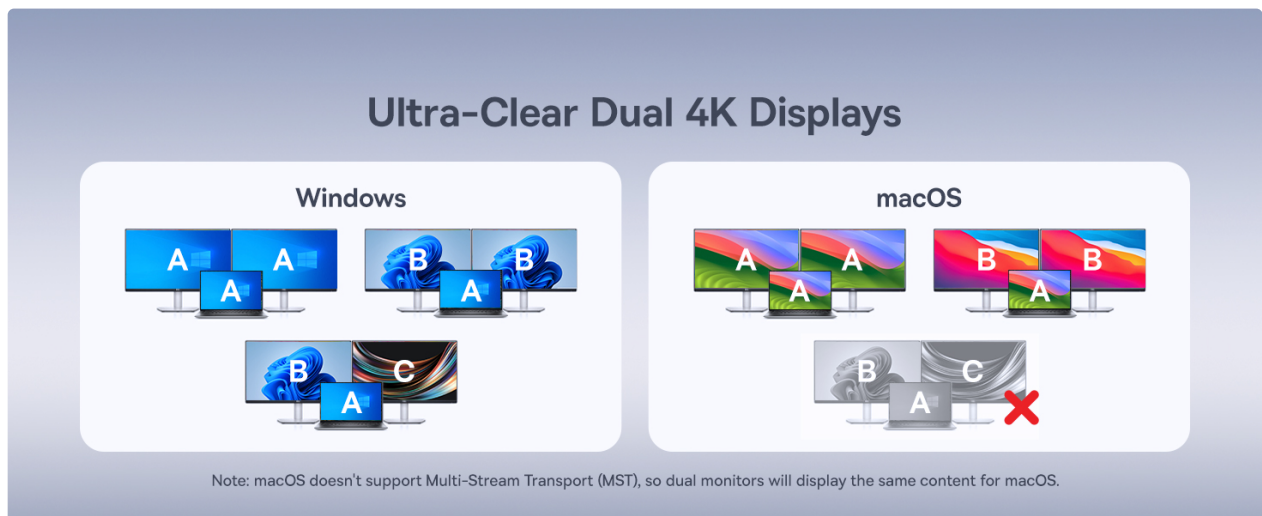 Ultra-Clear Dual 4K Displays
Windows
A A
A
B B
A
B C
A
macOS
A A
A
B B
A
B C
A
Note: macOS doesn't support Multi-Stream Transport (MST), so dual monitors will display the same content for macOS.